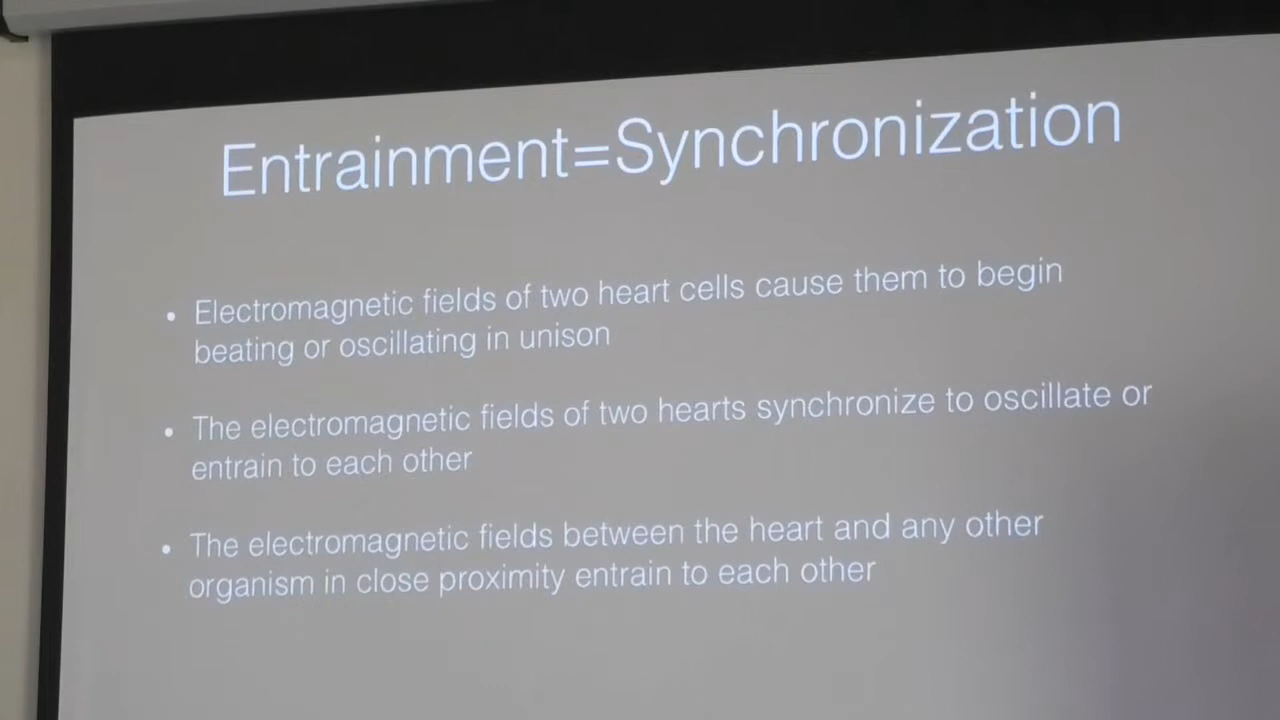 Entrainment=Synchronization
• Electromagnetic fields of two heart cells cause them to begin
beating or oscillating in unison
• The electromagnetic fields of two hearts synchronize to oscillate or
entrain to each other
• The electromagnetic fields between the heart and any other
organism in close proximity entrain to each other